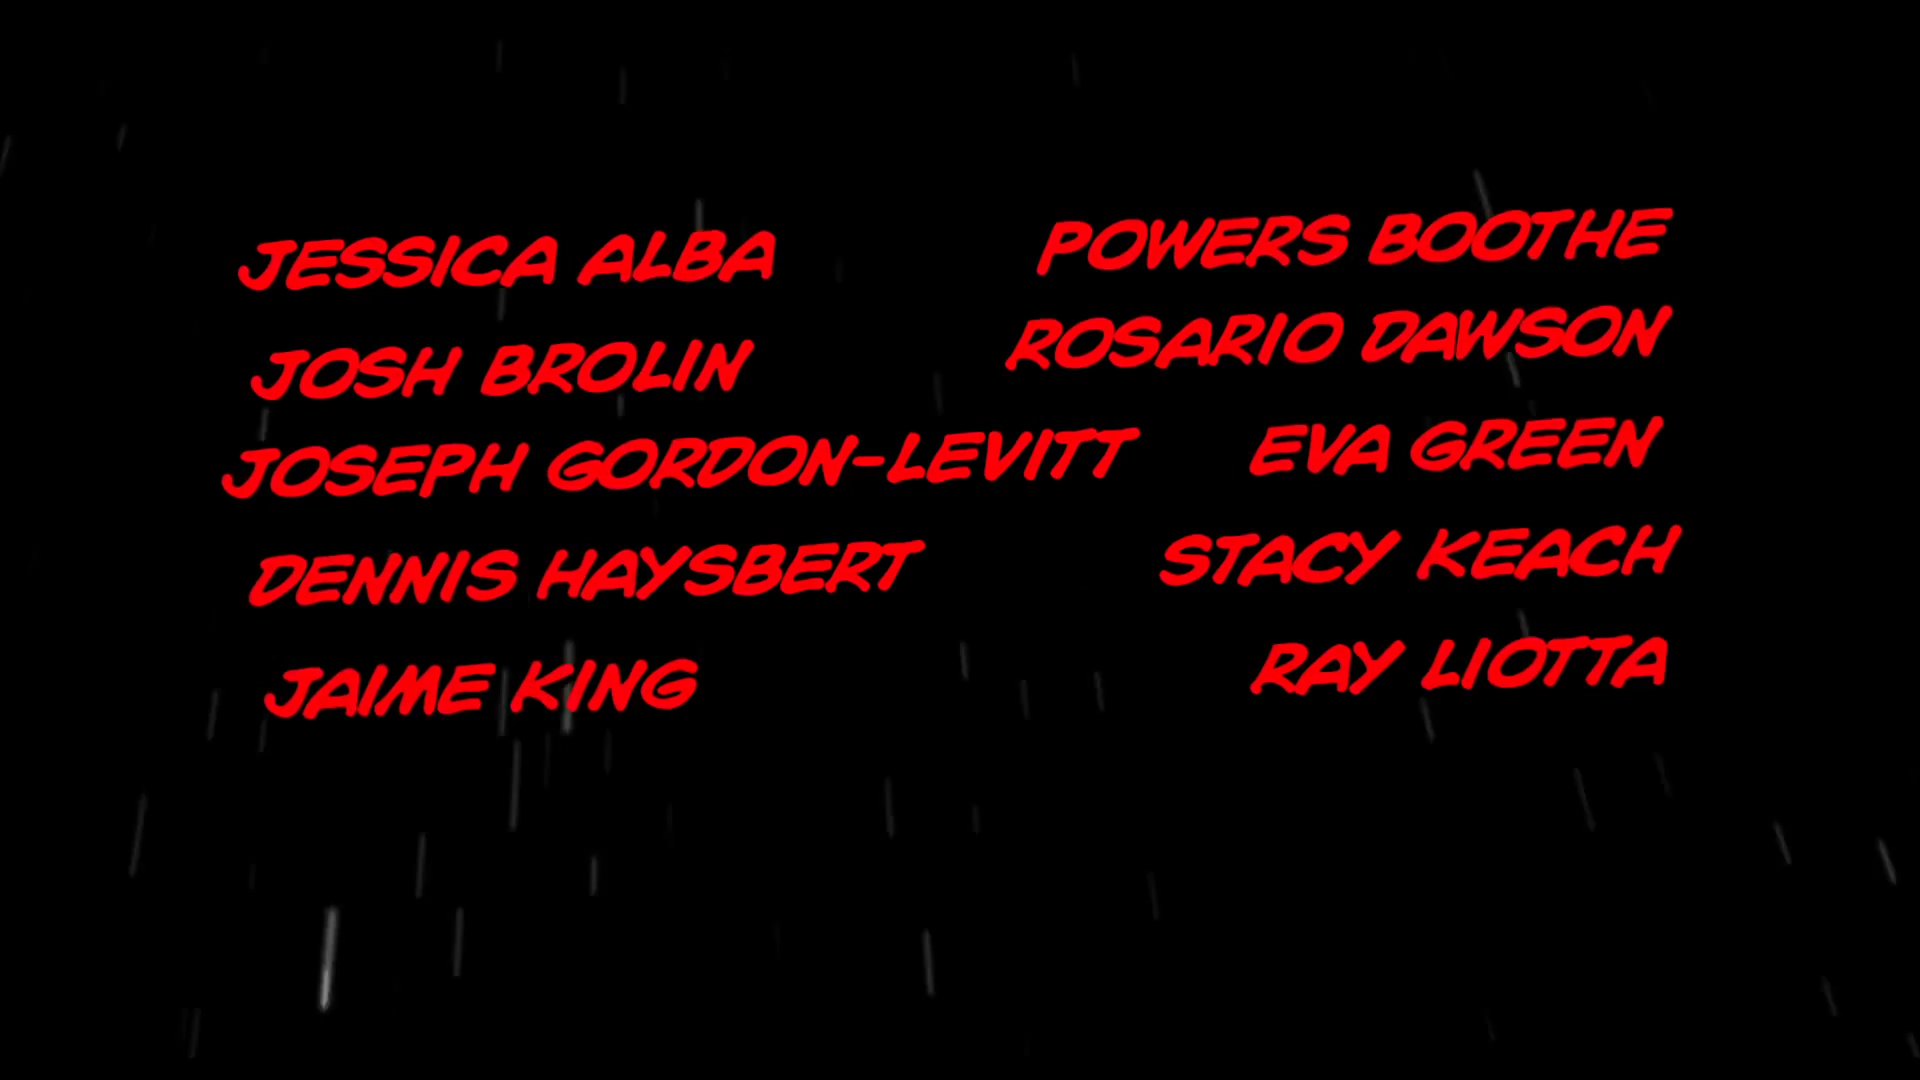 JESSICA ALBA
POWERS BOOTHE
JOSH BROLIN
ROSARIO DAWSON
JOSEPH GORDON-LEVITT
EVA GREEN
DENNIS HAYSBERT
STACY KEACH
JAIME KING
RAY LIOTTA